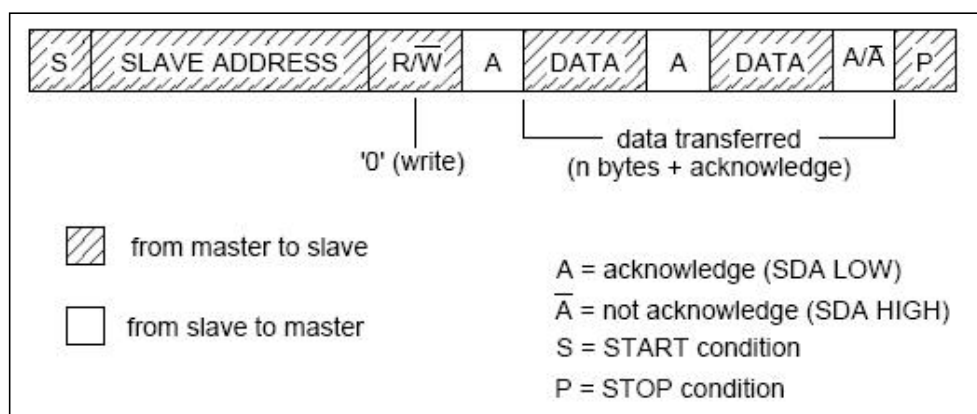 S SLAVE ADDRESS R/W̅ A DATA A DATA A/A̅ P
'0' (write)
data transferred
(n bytes + acknowledge)
from master to slave
from slave to master
A = acknowledge (SDA LOW)
A̅ = not acknowledge (SDA HIGH)
S = START condition
P = STOP condition